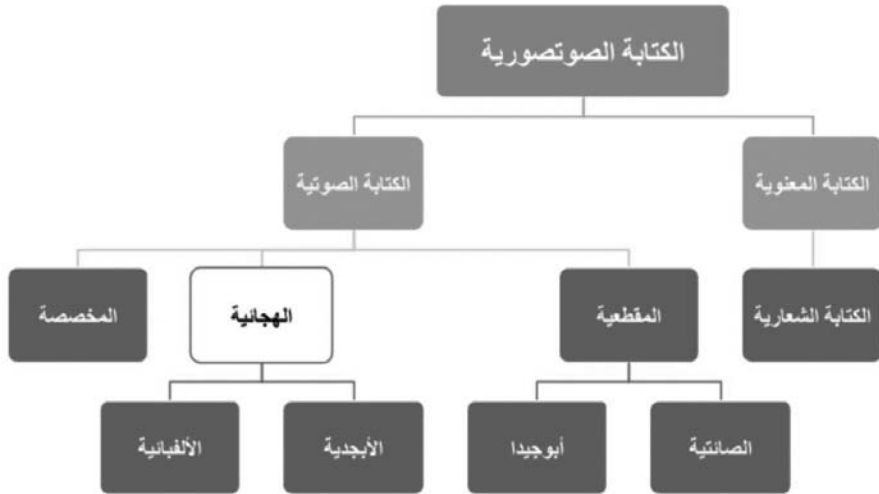 الكتابة الصوتصورية
الكتابة المعنوية
الكتابة الصوتية
الكتابة الشعارية
المقطعية
الهجائية
المخصصة
الصائتية
أبوجيدا
الأبجدية
الألفبائية